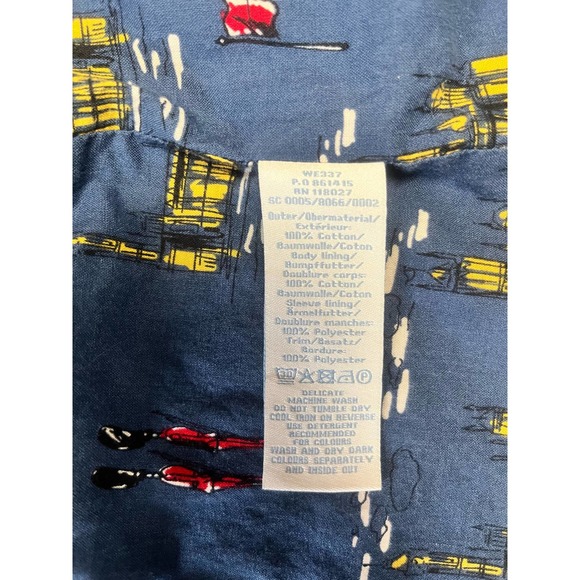 WE337
P.O 861415
RN 118027
SC 0005/A066/0002
Outer/Obermaterial/
Extérieur:
100% Cotton/
Baumwolle/Coton
Body lining/
Rumpffutter/
Doublure corps:
100% Cotton/
Baumwolle/Coton
Sleeve lining/
Ärmelfutter/
Doublure manches:
100% Polyester
Trim/Besatz/
Bordure:
100% Polyester
30 P
DELICATE
MACHINE WASH
DO NOT TUMBLE DRY
COOL IRON ON REVERSE
USE DETERGENT
RECOMMENDED
FOR COLOURS
WASH AND DRY DARK
COLOURS SEPARATELY
AND INSIDE OUT